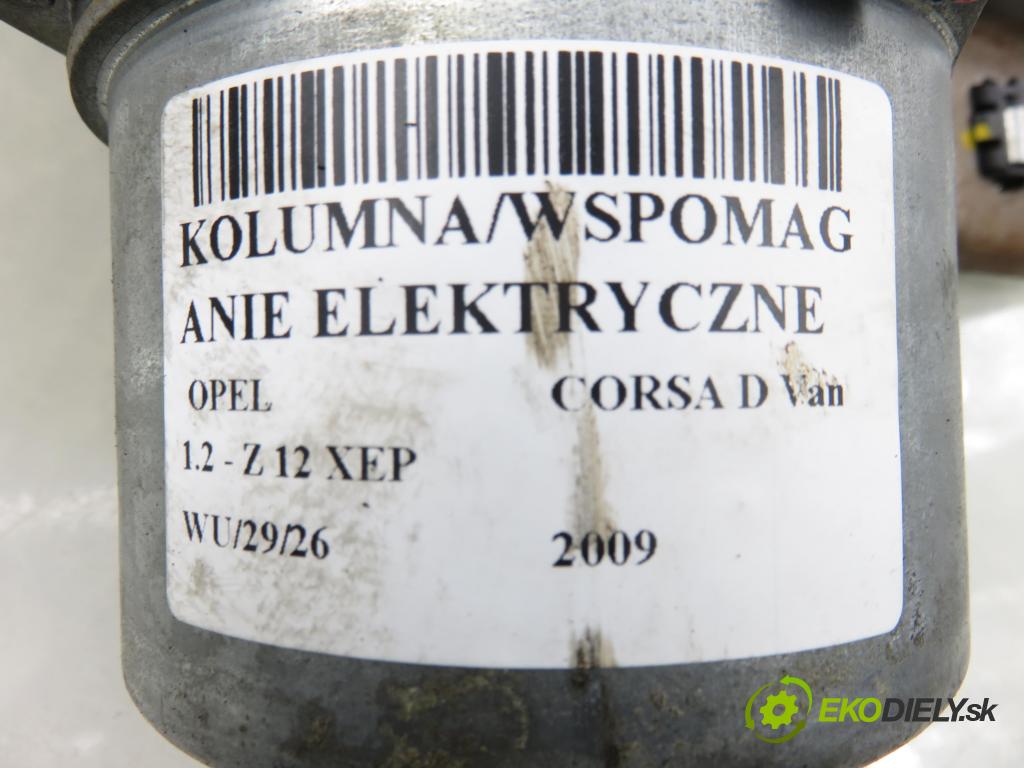 KOLUMNA/WSPOMAG
ANIE ELEKTRYCZNE
OPEL CORSA D Van
1.2 - Z 12 XEP
WU/29/26 2009
EKODIELY.sk